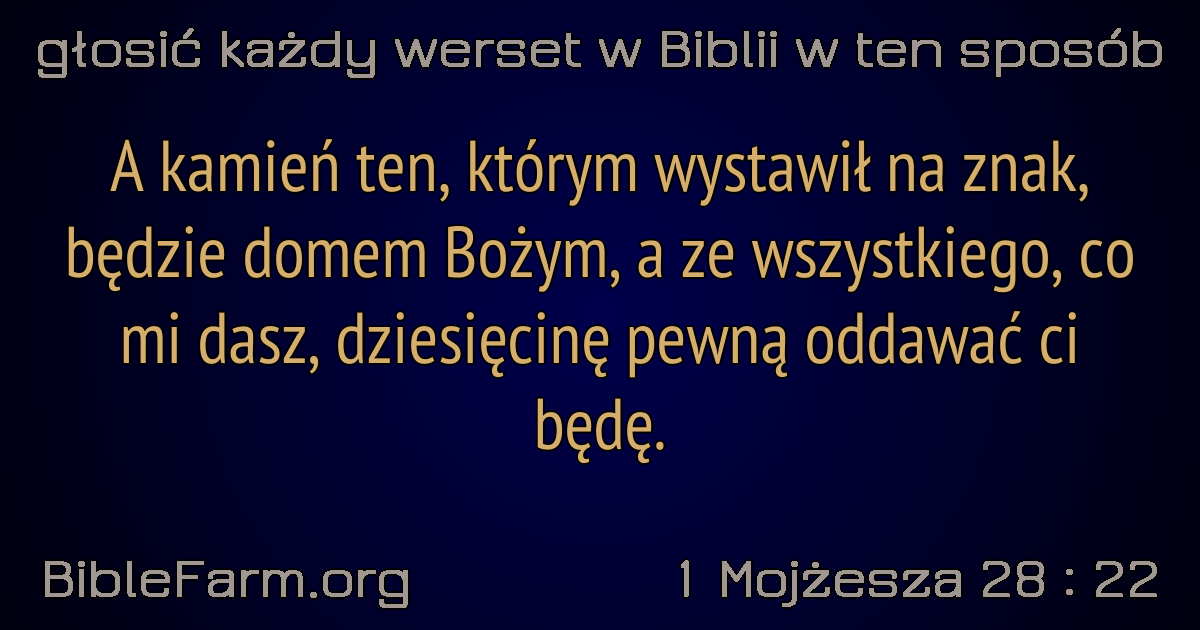 głosić każdy werset w Biblii w ten sposób
A kamień ten, którym wystawił na znak,
będzie domem Bożym, a ze wszystkiego, co
mi dasz, dziesięcinę pewną oddawać ci
będę.
BibleFarm.org
1 Mojżesza 28 : 22